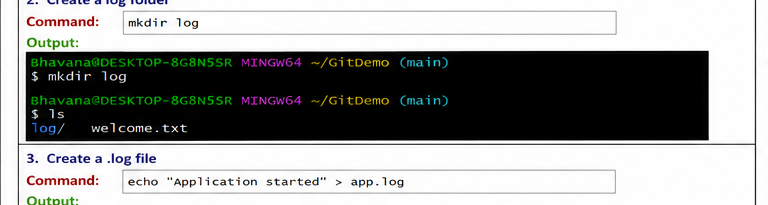 2. Create a log folder
Command: mkdir log
Output:
Bhavana@DESKTOP-8G8N5SR MINGW64 ~/GitDemo (main)
$ mkdir log
Bhavana@DESKTOP-8G8N5SR MINGW64 ~/GitDemo (main)
$ ls
log/ welcome.txt
3. Create a .log file
Command: echo "Application started" > app.log
Output: